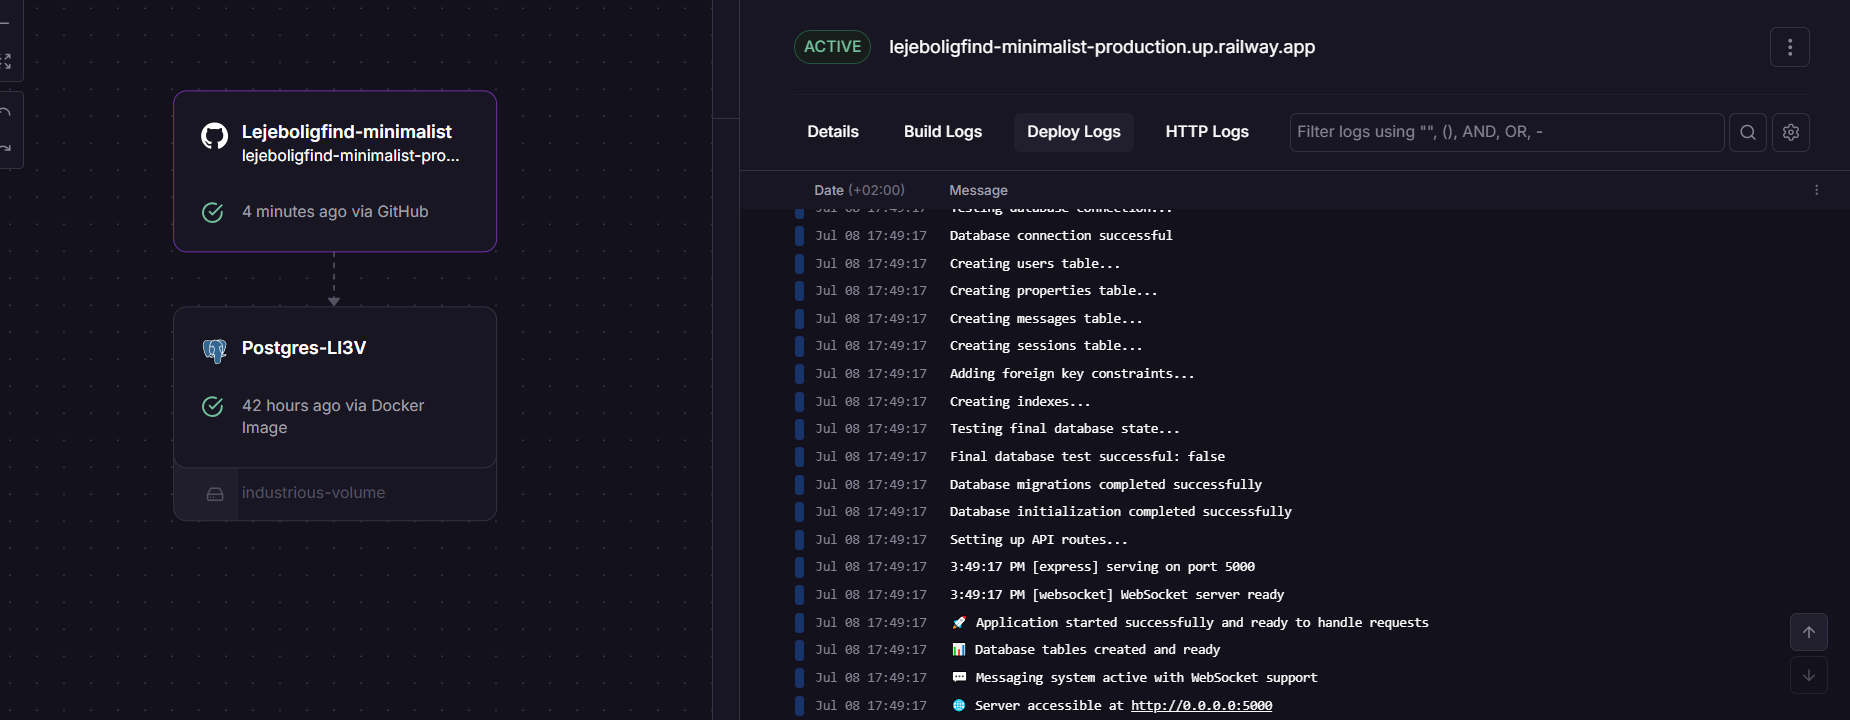 Lejeboligfind-minimalist
lejeboligfind-minimalist-pro...
4 minutes ago via GitHub
Postgres-LI3V
42 hours ago via Docker
Image
industrious-volume
ACTIVE lejeboligfind-minimalist-production.up.railway.app
Details Build Logs Deploy Logs HTTP Logs Filter logs using "", (), AND, OR, -
Date (+02:00) Message
Jul 08 17:49:17 Testing database connection...
Jul 08 17:49:17 Database connection successful
Jul 08 17:49:17 Creating users table...
Jul 08 17:49:17 Creating properties table...
Jul 08 17:49:17 Creating messages table...
Jul 08 17:49:17 Creating sessions table...
Jul 08 17:49:17 Adding foreign key constraints...
Jul 08 17:49:17 Creating indexes...
Jul 08 17:49:17 Testing final database state...
Jul 08 17:49:17 Final database test successful: false
Jul 08 17:49:17 Database migrations completed successfully
Jul 08 17:49:17 Database initialization completed successfully
Jul 08 17:49:17 Setting up API routes...
Jul 08 17:49:17 3:49:17 PM [express] serving on port 5000
Jul 08 17:49:17 3:49:17 PM [websocket] WebSocket server ready
Jul 08 17:49:17 🚀 Application started successfully and ready to handle requests
Jul 08 17:49:17 📊 Database tables created and ready
Jul 08 17:49:17 💬 Messaging system active with WebSocket support
Jul 08 17:49:17 🌐 Server accessible at http://0.0.0.0:5000